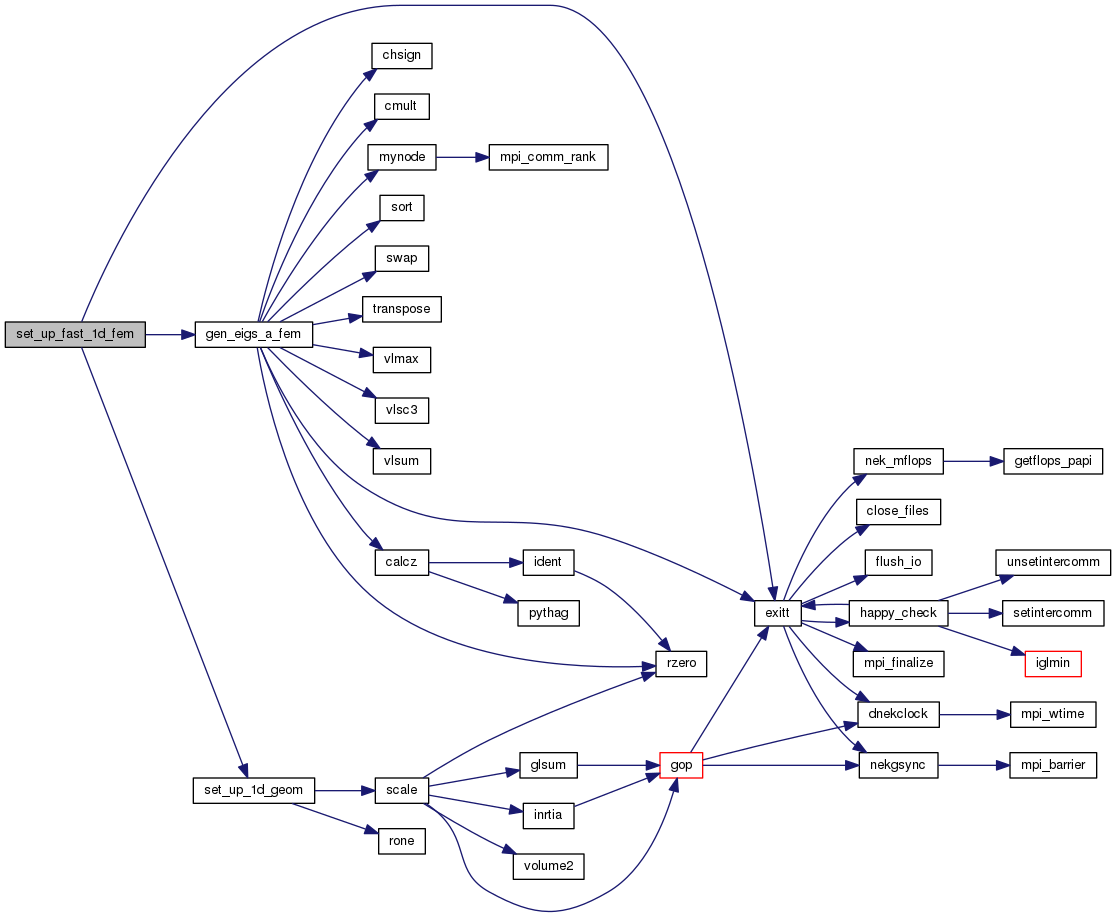 chsign
cmult
mynode
mpi_comm_rank
sort
swap
transpose
set_up_fast_1d_fem
gen_eigs_a_fem
vlmax
vlsc3
vlsum
nek_mflops
getflops_papi
close_files
calcz
ident
flush_io
unsetintercomm
pythag
exitt
happy_check
setintercomm
rzero
mpi_finalize
iglmin
dnekclock
mpi_wtime
glsum
gop
nekgsync
mpi_barrier
set_up_1d_geom
scale
inrtia
rone
volume2